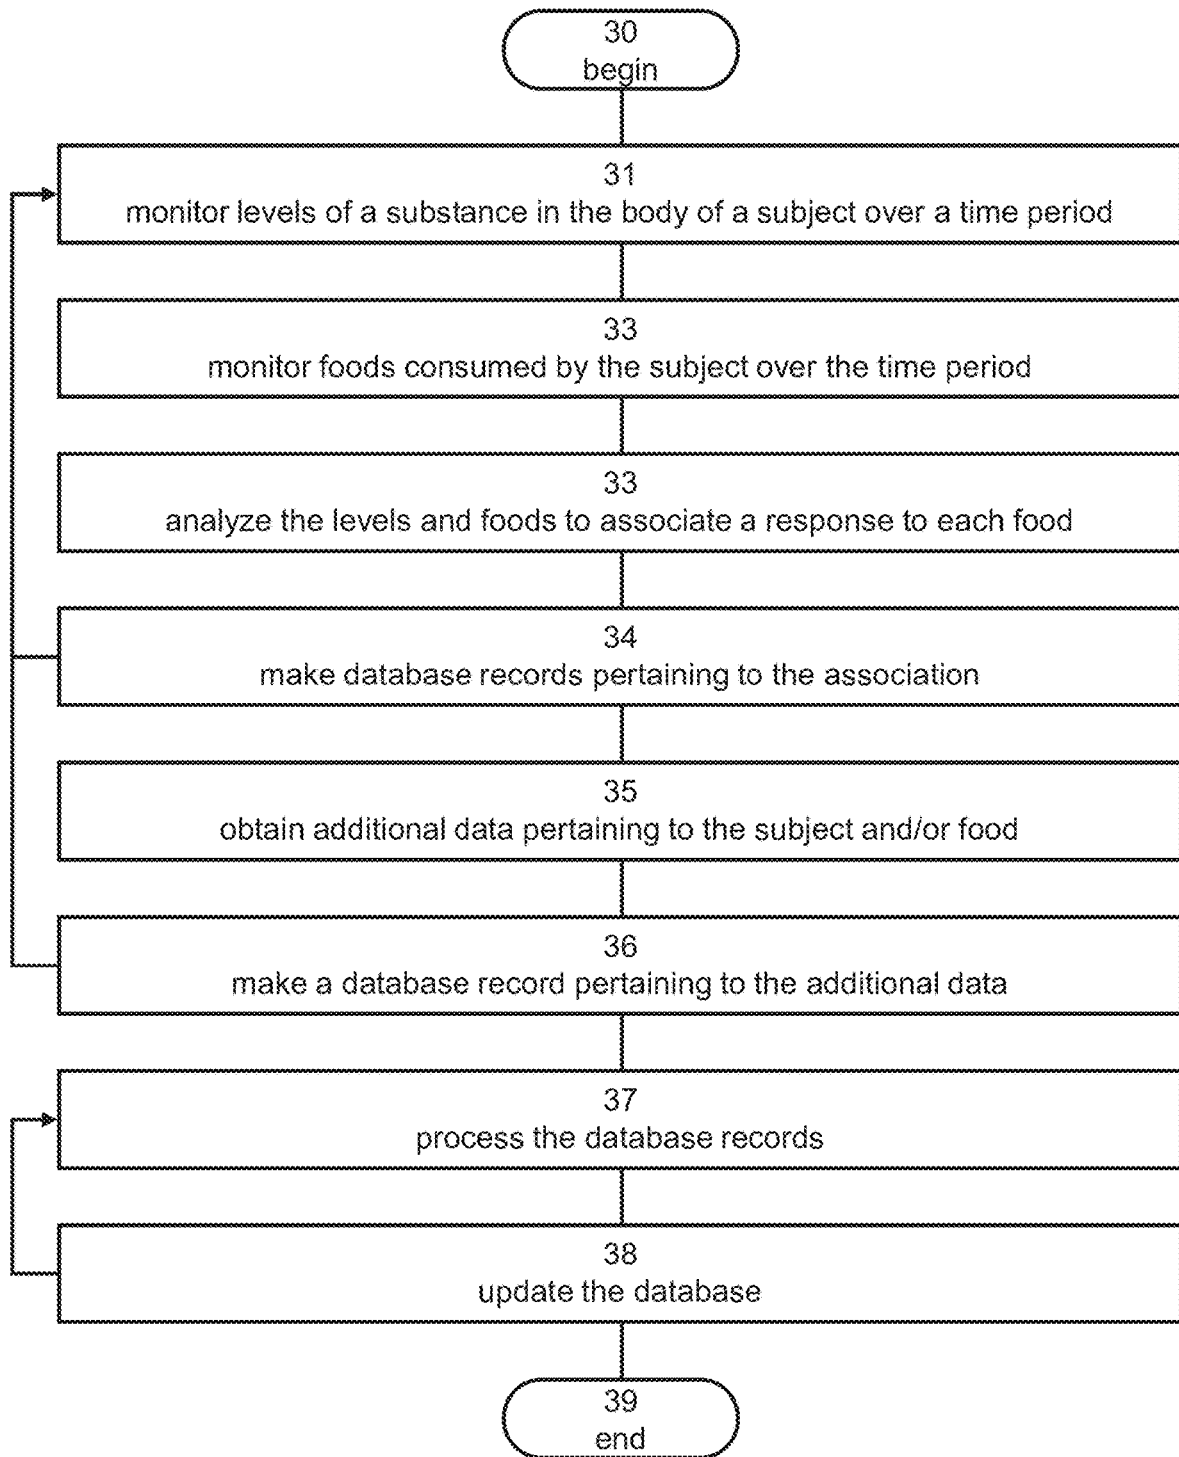 30
begin
31
monitor levels of a substance in the body of a subject over a time period
33
monitor foods consumed by the subject over the time period
33
analyze the levels and foods to associate a response to each food
34
make database records pertaining to the association
35
obtain additional data pertaining to the subject and/or food
36
make a database record pertaining to the additional data
37
process the database records
38
update the database
39
end